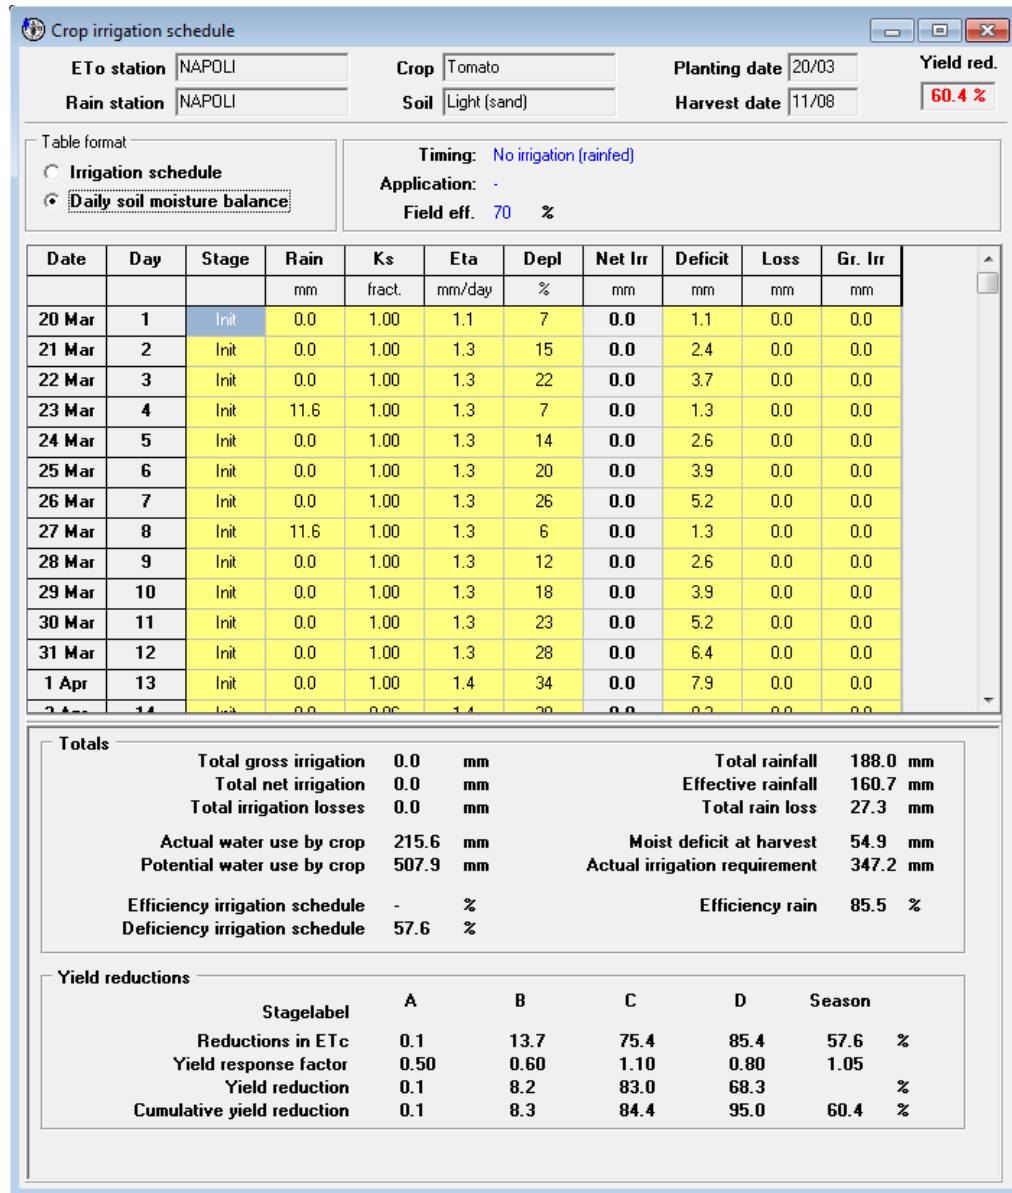 Crop irrigation schedule
ETo station NAPOLI Crop Tomato Planting date 20/03 Yield red.
Rain station NAPOLI Soil Light (sand) Harvest date 11/08 60.4 %
Table format
Irrigation schedule
Daily soil moisture balance
Timing: No irrigation (rainfed)
Application: -
Field eff. 70 %
Date Day Stage Rain Ks Eta Depl Net Irr Deficit Loss Gr. Irr
mm fract. mm/day % mm mm mm mm
20 Mar 1 Init 0.0 1.00 1.1 7 0.0 1.1 0.0 0.0
21 Mar 2 Init 0.0 1.00 1.3 15 0.0 2.4 0.0 0.0
22 Mar 3 Init 0.0 1.00 1.3 22 0.0 3.7 0.0 0.0
23 Mar 4 Init 11.6 1.00 1.3 7 0.0 1.3 0.0 0.0
24 Mar 5 Init 0.0 1.00 1.3 14 0.0 2.6 0.0 0.0
25 Mar 6 Init 0.0 1.00 1.3 20 0.0 3.9 0.0 0.0
26 Mar 7 Init 0.0 1.00 1.3 26 0.0 5.2 0.0 0.0
27 Mar 8 Init 11.6 1.00 1.3 6 0.0 1.3 0.0 0.0
28 Mar 9 Init 0.0 1.00 1.3 12 0.0 2.6 0.0 0.0
29 Mar 10 Init 0.0 1.00 1.3 18 0.0 3.9 0.0 0.0
30 Mar 11 Init 0.0 1.00 1.3 23 0.0 5.2 0.0 0.0
31 Mar 12 Init 0.0 1.00 1.3 28 0.0 6.4 0.0 0.0
1 Apr 13 Init 0.0 1.00 1.4 34 0.0 7.9 0.0 0.0
Totals
Total gross irrigation 0.0 mm Total rainfall 188.0 mm
Total net irrigation 0.0 mm Effective rainfall 160.7 mm
Total irrigation losses 0.0 mm Total rain loss 27.3 mm
Actual water use by crop 215.6 mm Moist deficit at harvest 54.9 mm
Potential water use by crop 507.9 mm Actual irrigation requirement 347.2 mm
Efficiency irrigation schedule - % Efficiency rain 85.5 %
Deficiency irrigation schedule 57.6 %
Yield reductions
Stagelabel A B C D Season
Reductions in ETc 0.1 13.7 75.4 85.4 57.6 %
Yield response factor 0.50 0.60 1.10 0.80 1.05
Yield reduction 0.1 8.2 83.0 68.3 %
Cumulative yield reduction 0.1 8.3 84.4 95.0 60.4 %